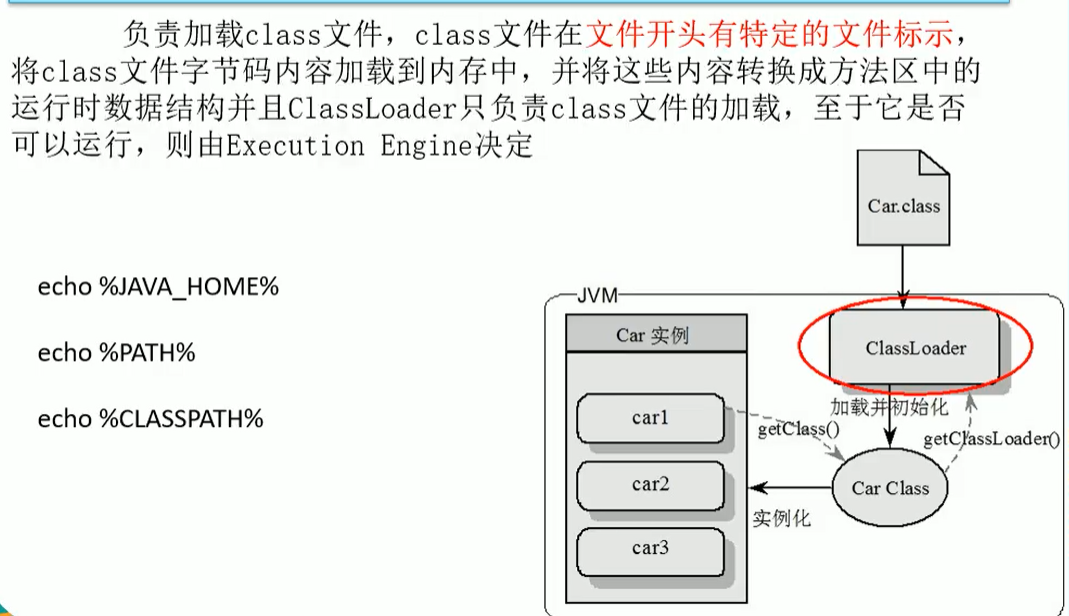 负责加载class文件，class文件在文件开头有特定的文件标示，
将class文件字节码内容加载到内存中，并将这些内容转换成方法区中的
运行时数据结构并且ClassLoader只负责class文件的加载，至于它是否
可以运行，则由Execution Engine决定
Car.class
echo %JAVA_HOME%
echo %PATH%
echo %CLASSPATH%
JVM
Car 实例
ClassLoader
car1
加载并初始化
getClass()
getClassLoader()
car2
Car Class
实例化
car3